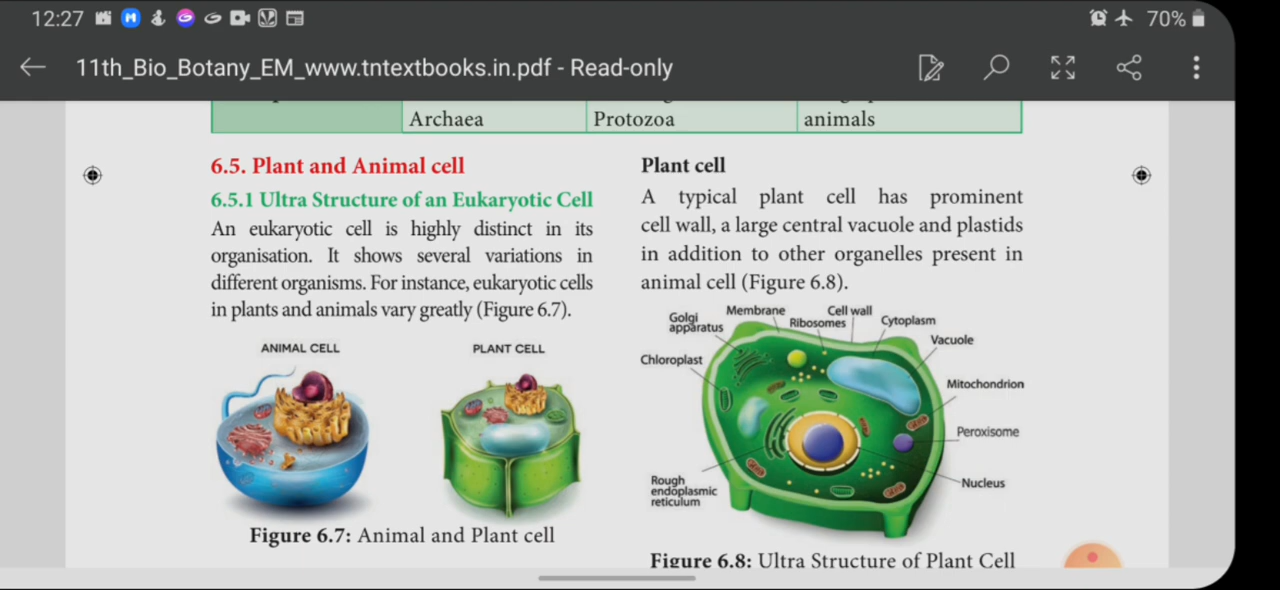 12:27
70%
11th_Bio_Botany_EM_www.tntextbooks.in.pdf - Read-only
Archaea
Protozoa
animals
6.5. Plant and Animal cell
6.5.1 Ultra Structure of an Eukaryotic Cell
An eukaryotic cell is highly distinct in its
organisation. It shows several variations in
different organisms. For instance, eukaryotic cells
in plants and animals vary greatly (Figure 6.7).
ANIMAL CELL
PLANT CELL
Figure 6.7: Animal and Plant cell
Plant cell
A typical plant cell has prominent
cell wall, a large central vacuole and plastids
in addition to other organelles present in
animal cell (Figure 6.8).
Golgi
apparatus
Membrane
Ribosomes
Cell wall
Cytoplasm
Vacuole
Chloroplast
Mitochondrion
Peroxisome
Nucleus
Rough
endoplasmic
reticulum
Figure 6.8: Ultra Structure of Plant Cell